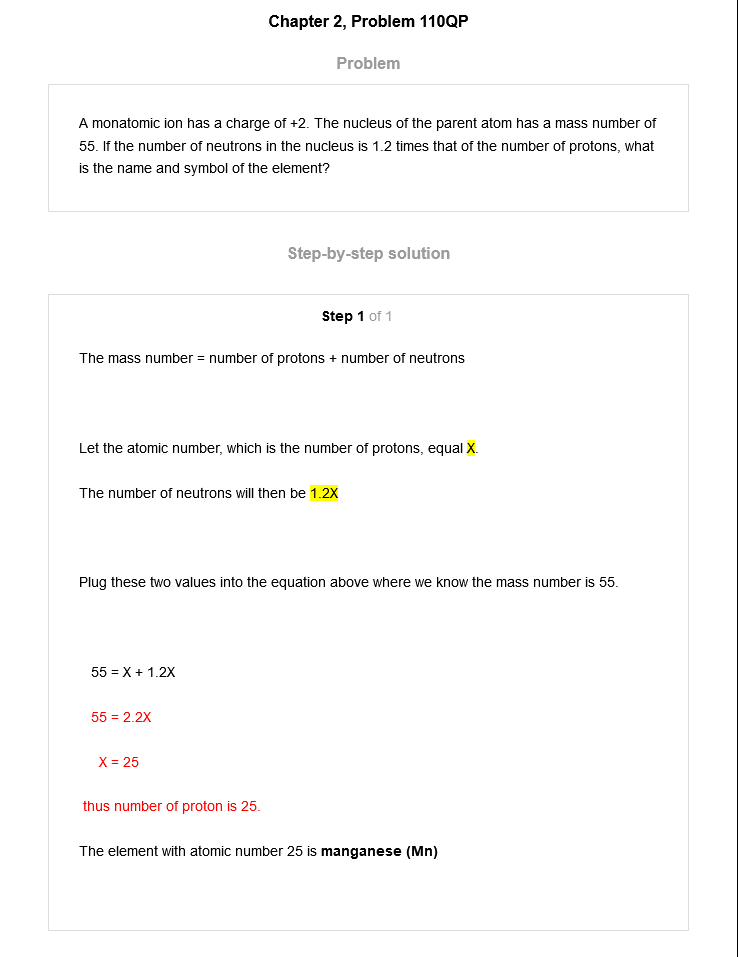 Chapter 2, Problem 110QP
Problem
A monatomic ion has a charge of +2. The nucleus of the parent atom has a mass number of
55. If the number of neutrons in the nucleus is 1.2 times that of the number of protons, what
is the name and symbol of the element?
Step-by-step solution
Step 1 of 1
The mass number = number of protons + number of neutrons
Let the atomic number, which is the number of protons, equal X.
The number of neutrons will then be 1.2X
Plug these two values into the equation above where we know the mass number is 55.
55 = X + 1.2X
55 = 2.2X
X = 25
thus number of proton is 25.
The element with atomic number 25 is manganese (Mn)